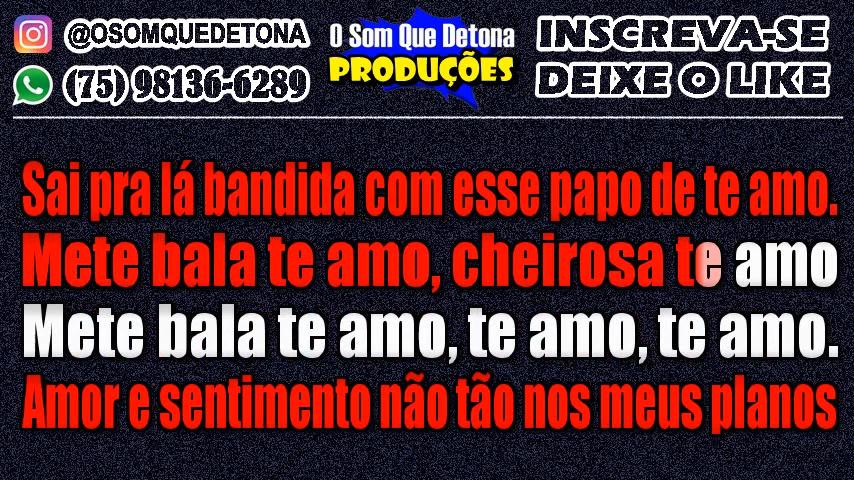 @OSOMQUEDETONA
(75) 98136-6289
O Som Que Detona
PRODUÇÕES
INSCREVA-SE
DEIXE O LIKE
Sai pra lá bandida com esse papo de te amo.
Mete bala te amo, cheirosa te amo
Mete bala te amo, te amo, te amo.
Amor e sentimento não tão nos meus planos